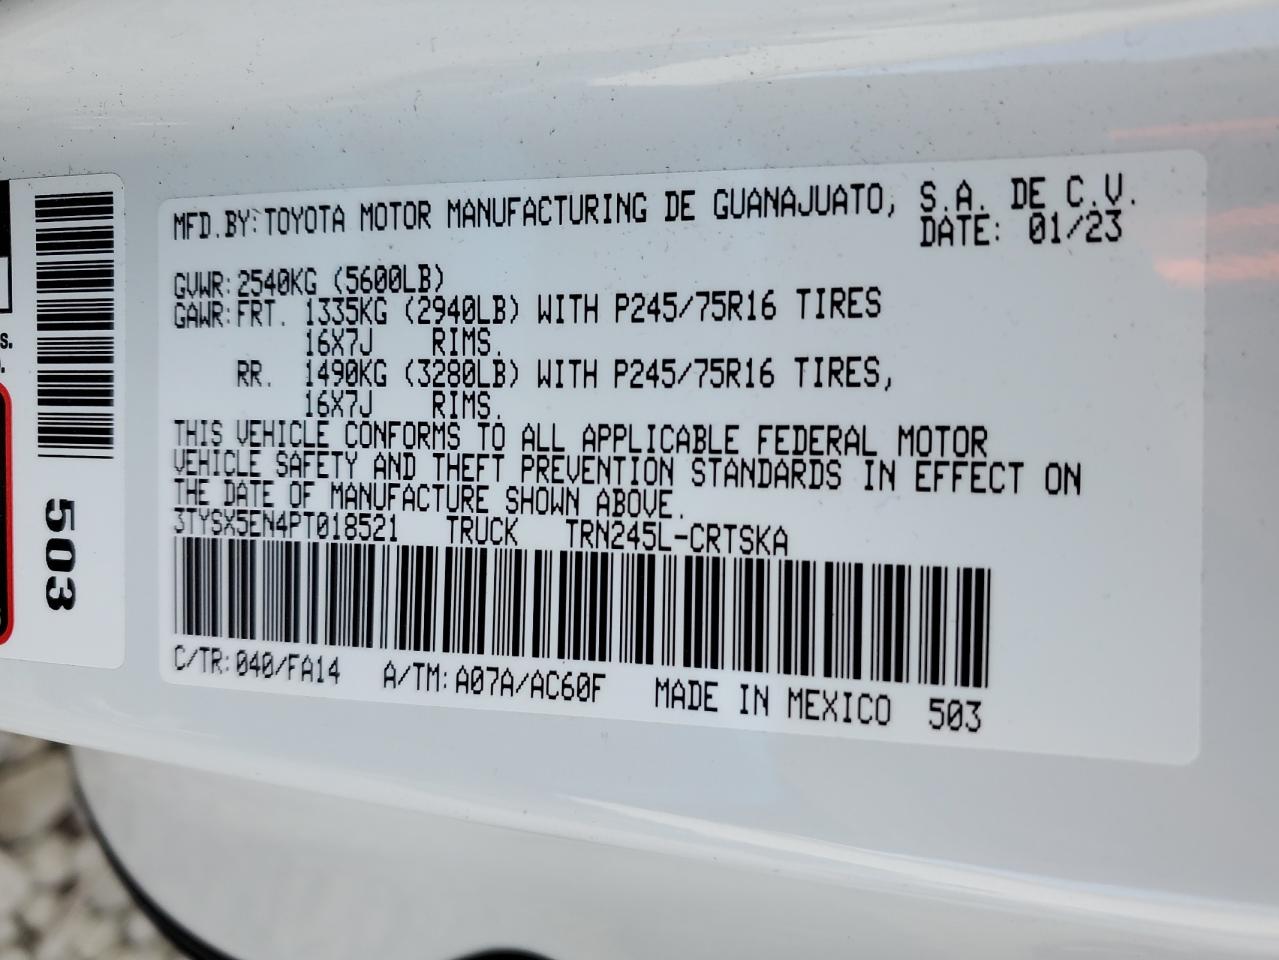 MFD.BY:TOYOTA MOTOR MANUFACTURING DE GUANAJUATO, S.A. DE C.V.
DATE: 01/23
GVWR:2540KG (5600LB)
GAWR:FRT. 1335KG (2940LB) WITH P245/75R16 TIRES
16X7J RIMS.
RR. 1490KG (3280LB) WITH P245/75R16 TIRES,
16X7J RIMS.
THIS VEHICLE CONFORMS TO ALL APPLICABLE FEDERAL MOTOR
VEHICLE SAFETY AND THEFT PREVENTION STANDARDS IN EFFECT ON
THE DATE OF MANUFACTURE SHOWN ABOVE.
3TYSX5EN4PT018521 TRUCK TRN245L-CRTSKA
C/TR:040/FA14 A/TM:A07A/AC60F MADE IN MEXICO 503
503